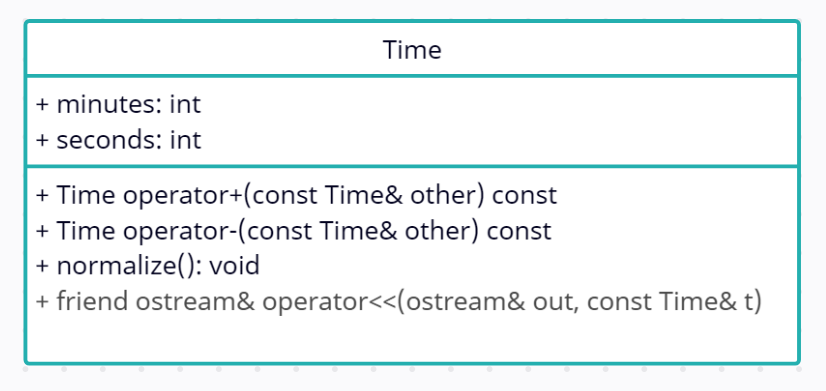 Time
+ minutes: int
+ seconds: int
+ Time operator+(const Time& other) const
+ Time operator-(const Time& other) const
+ normalize(): void
+ friend ostream& operator<<(ostream& out, const Time& t)